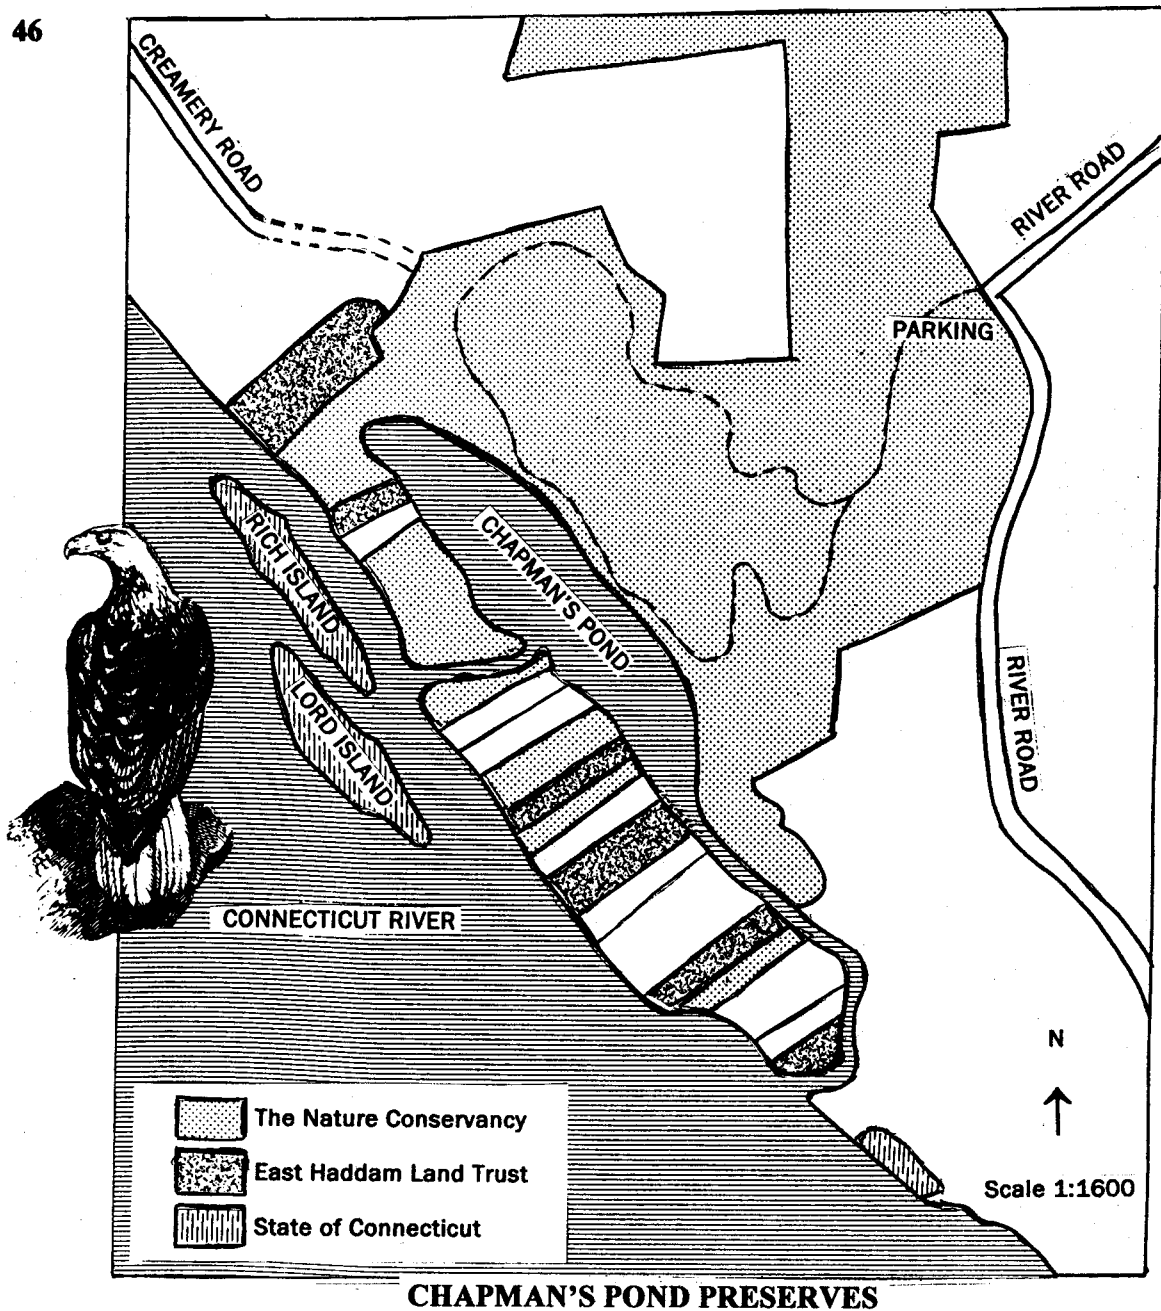 46
CREAMERY ROAD
RIVER ROAD
PARKING
CHAPMAN'S POND
RICH ISLAND
LORD ISLAND
RIVER ROAD
CONNECTICUT RIVER
N
The Nature Conservancy
East Haddam Land Trust
State of Connecticut
Scale 1:1600
CHAPMAN'S POND PRESERVES